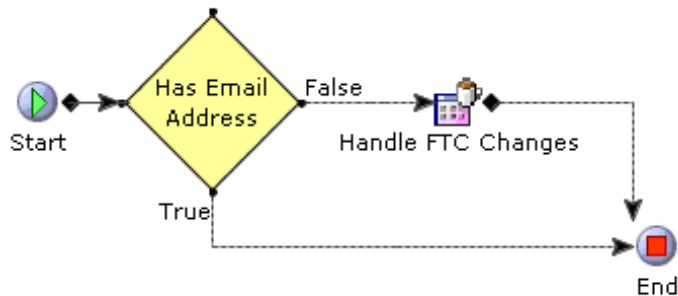 Has Email
Address
False
Start
Handle FTC Changes
True
End